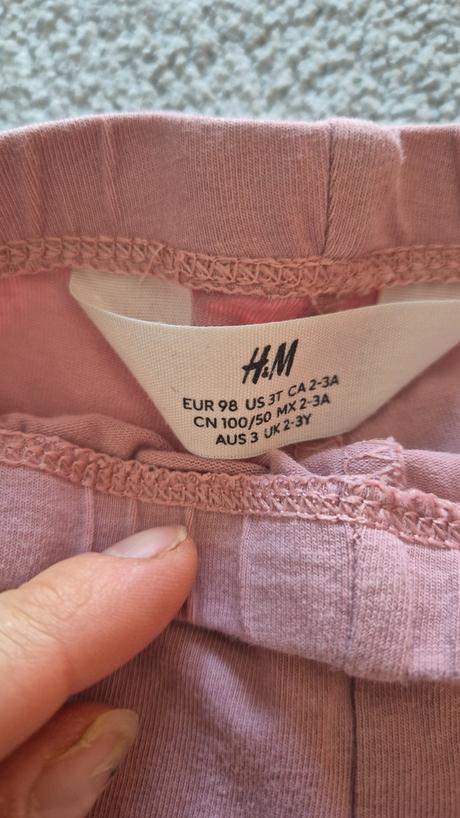 H&M
EUR 98 US 3T CA 2-3A
CN 100/50 MX 2-3A
AUS 3 UK 2-3Y